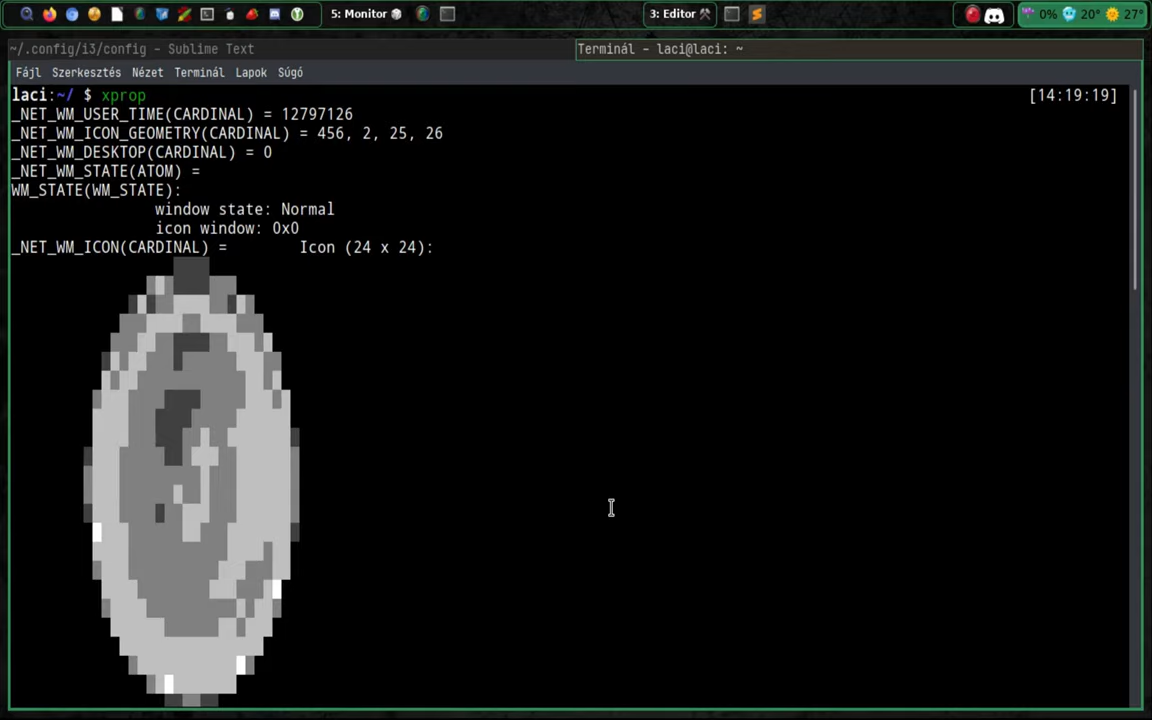 5: Monitor
3: Editor
0% 20° 27°
~/.config/i3/config - Sublime Text
Terminál - laci@laci: ~
Fájl Szerkesztés Nézet Terminál Lapok Súgó
laci:~/ $ xprop [14:19:19]
_NET_WM_USER_TIME(CARDINAL) = 12797126
_NET_WM_ICON_GEOMETRY(CARDINAL) = 456, 2, 25, 26
_NET_WM_DESKTOP(CARDINAL) = 0
_NET_WM_STATE(ATOM) =
WM_STATE(WM_STATE):
window state: Normal
icon window: 0x0
_NET_WM_ICON(CARDINAL) = Icon (24 x 24):